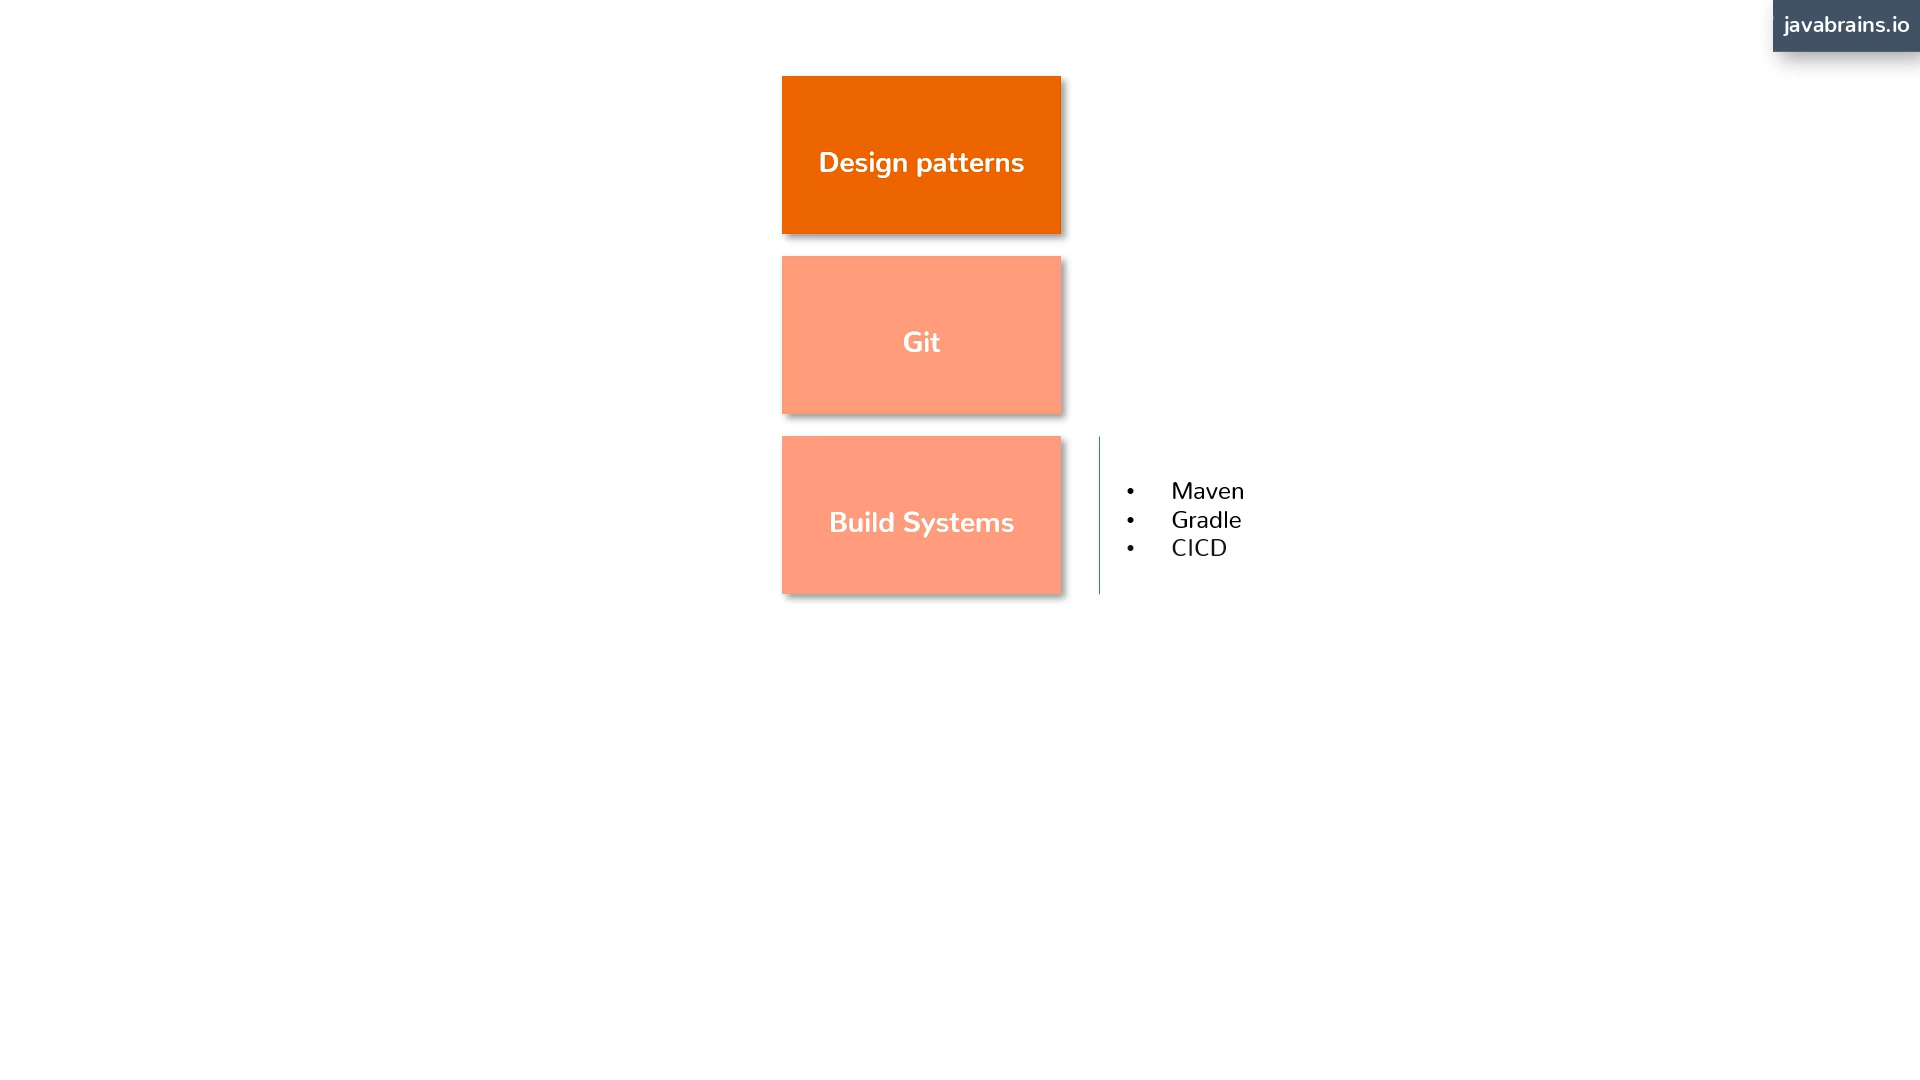 javabrains.io
Design patterns
Git
Build Systems
• Maven
• Gradle
• CICD